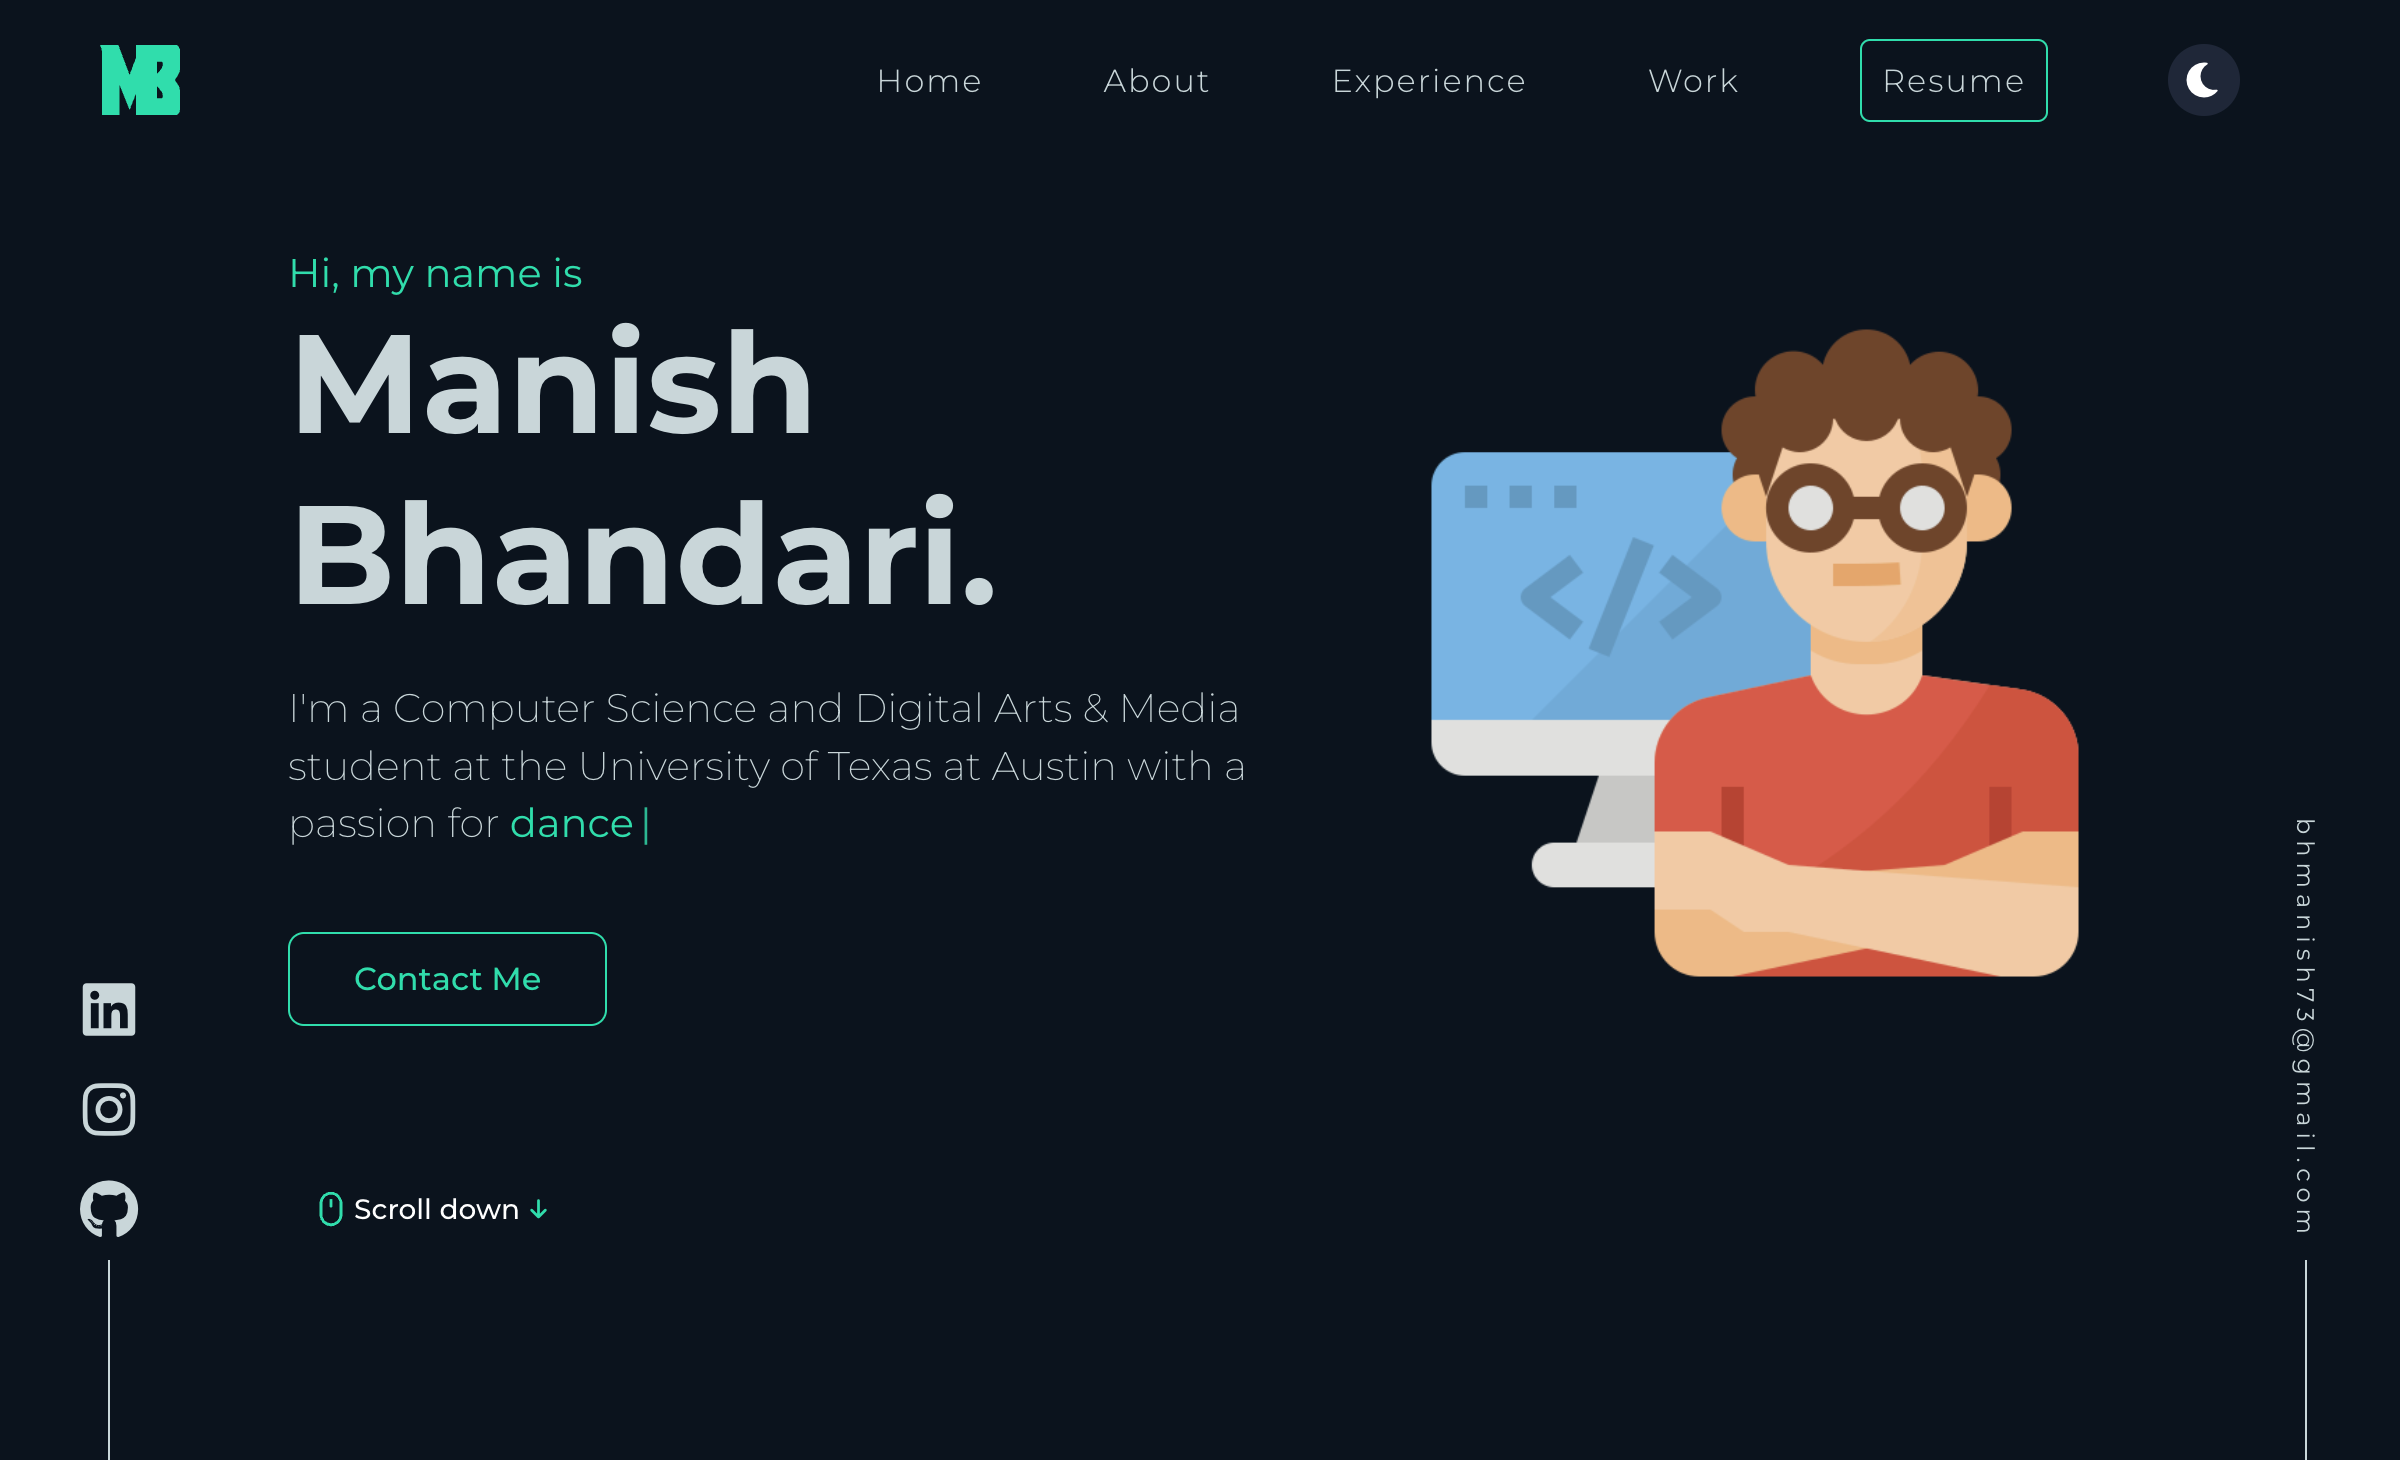 MB
Home
About
Experience
Work
Resume
Hi, my name is
Manish
Bhandari.
I'm a Computer Science and Digital Arts & Media
student at the University of Texas at Austin with a
passion for dance|
Contact Me
in
Scroll down ↓
</>
bhmanish73@gmail.com